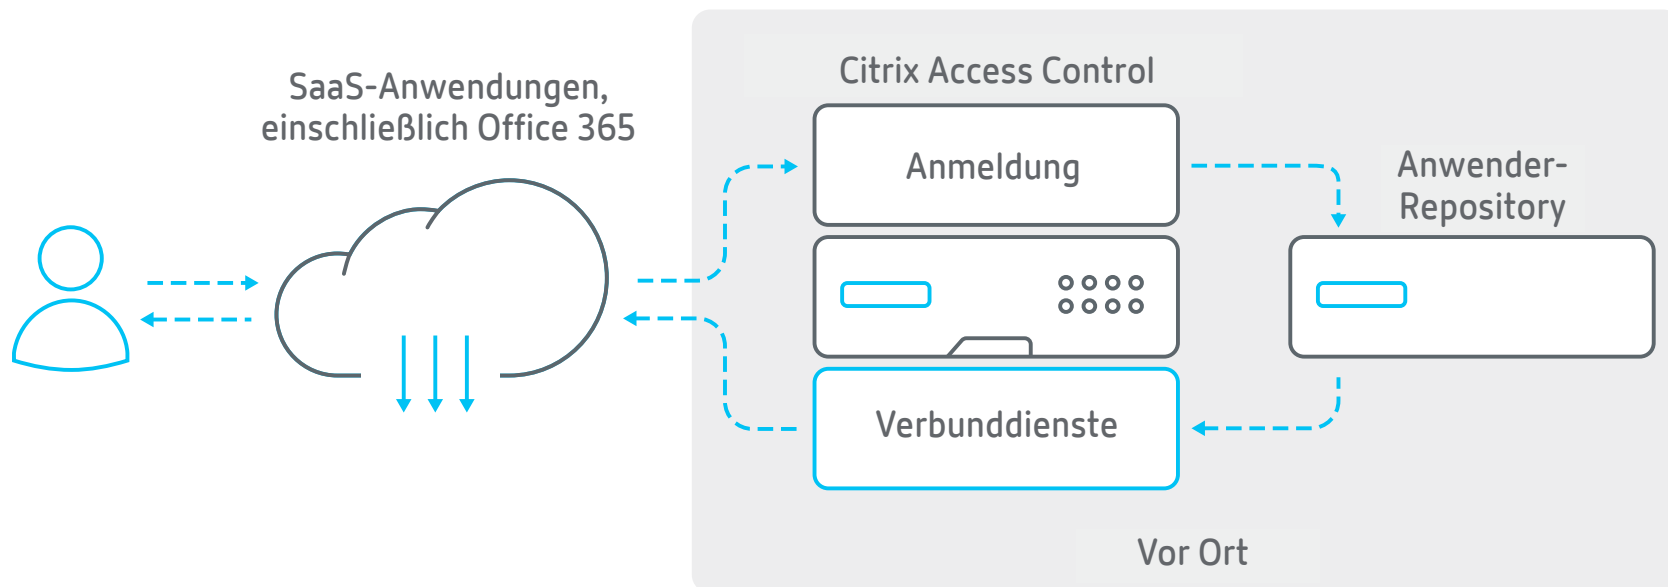 SaaS-Anwendungen,
einschließlich Office 365
Citrix Access Control
Anmeldung
Anwender-
Repository
Verbunddienste
Vor Ort